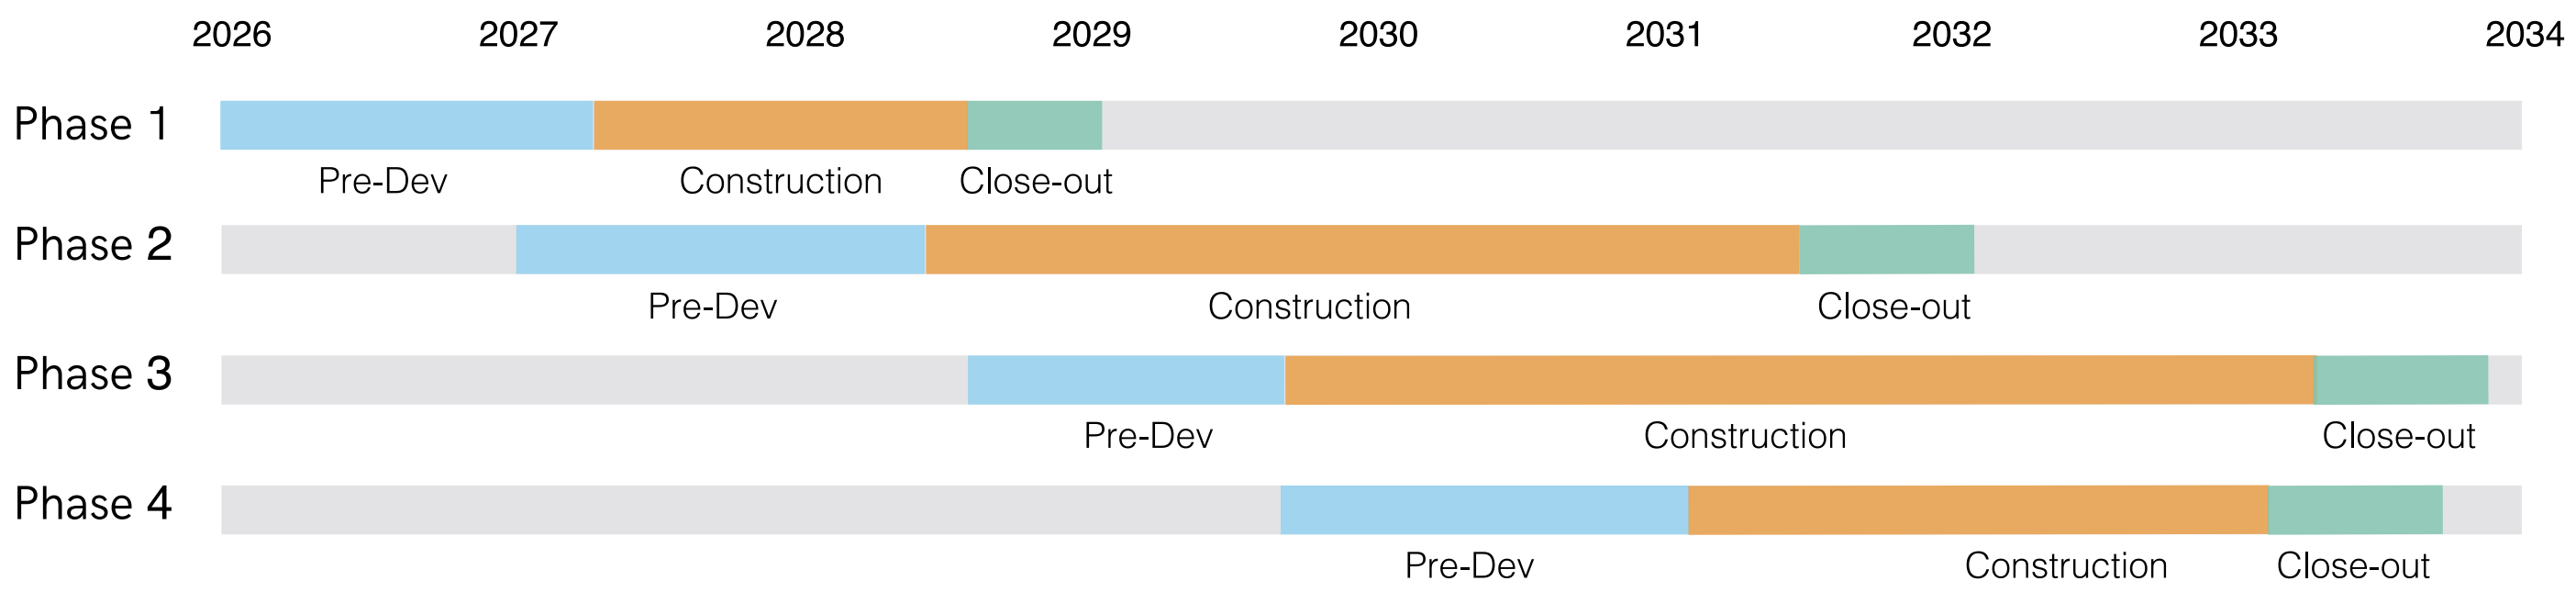 2026 2027 2028 2029 2030 2031 2032 2033 2034
Phase 1
Pre-Dev Construction Close-out
Phase 2
Pre-Dev Construction Close-out
Phase 3
Pre-Dev Construction Close-out
Phase 4
Pre-Dev Construction Close-out